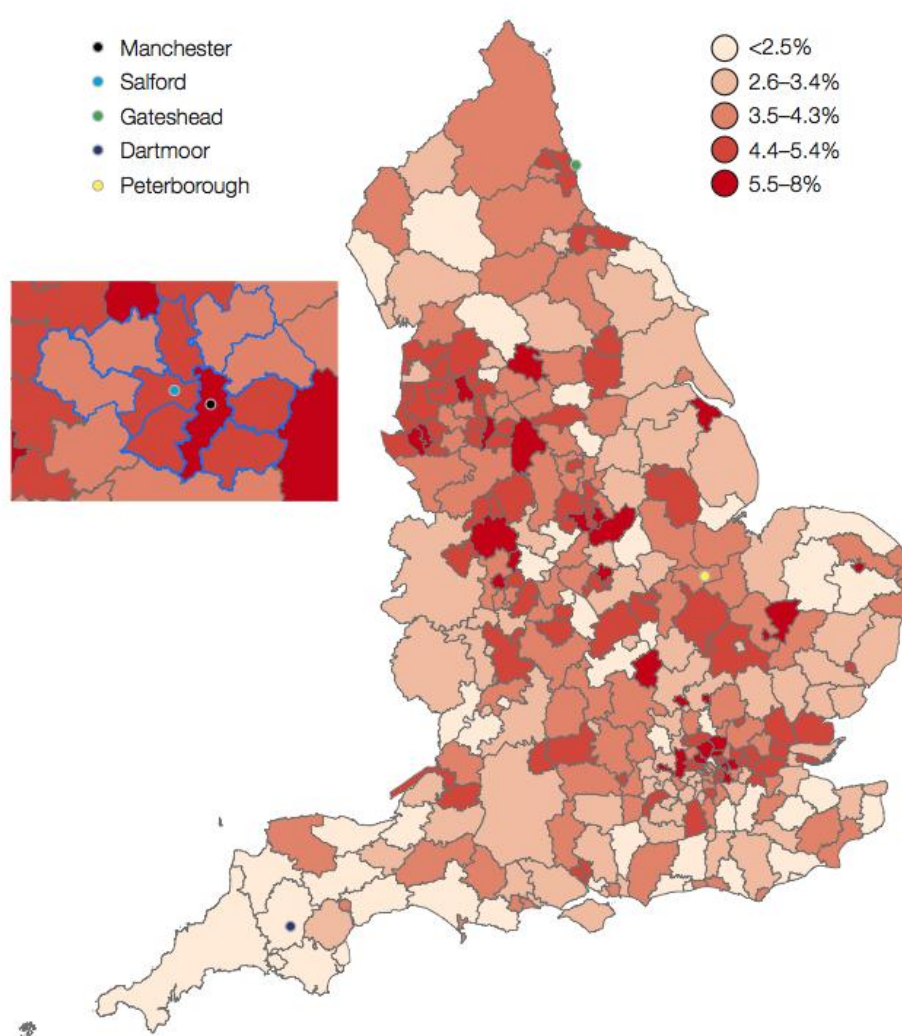 Manchester
Salford
Gateshead
Dartmoor
Peterborough
<2.5%
2.6–3.4%
3.5–4.3%
4.4–5.4%
5.5–8%